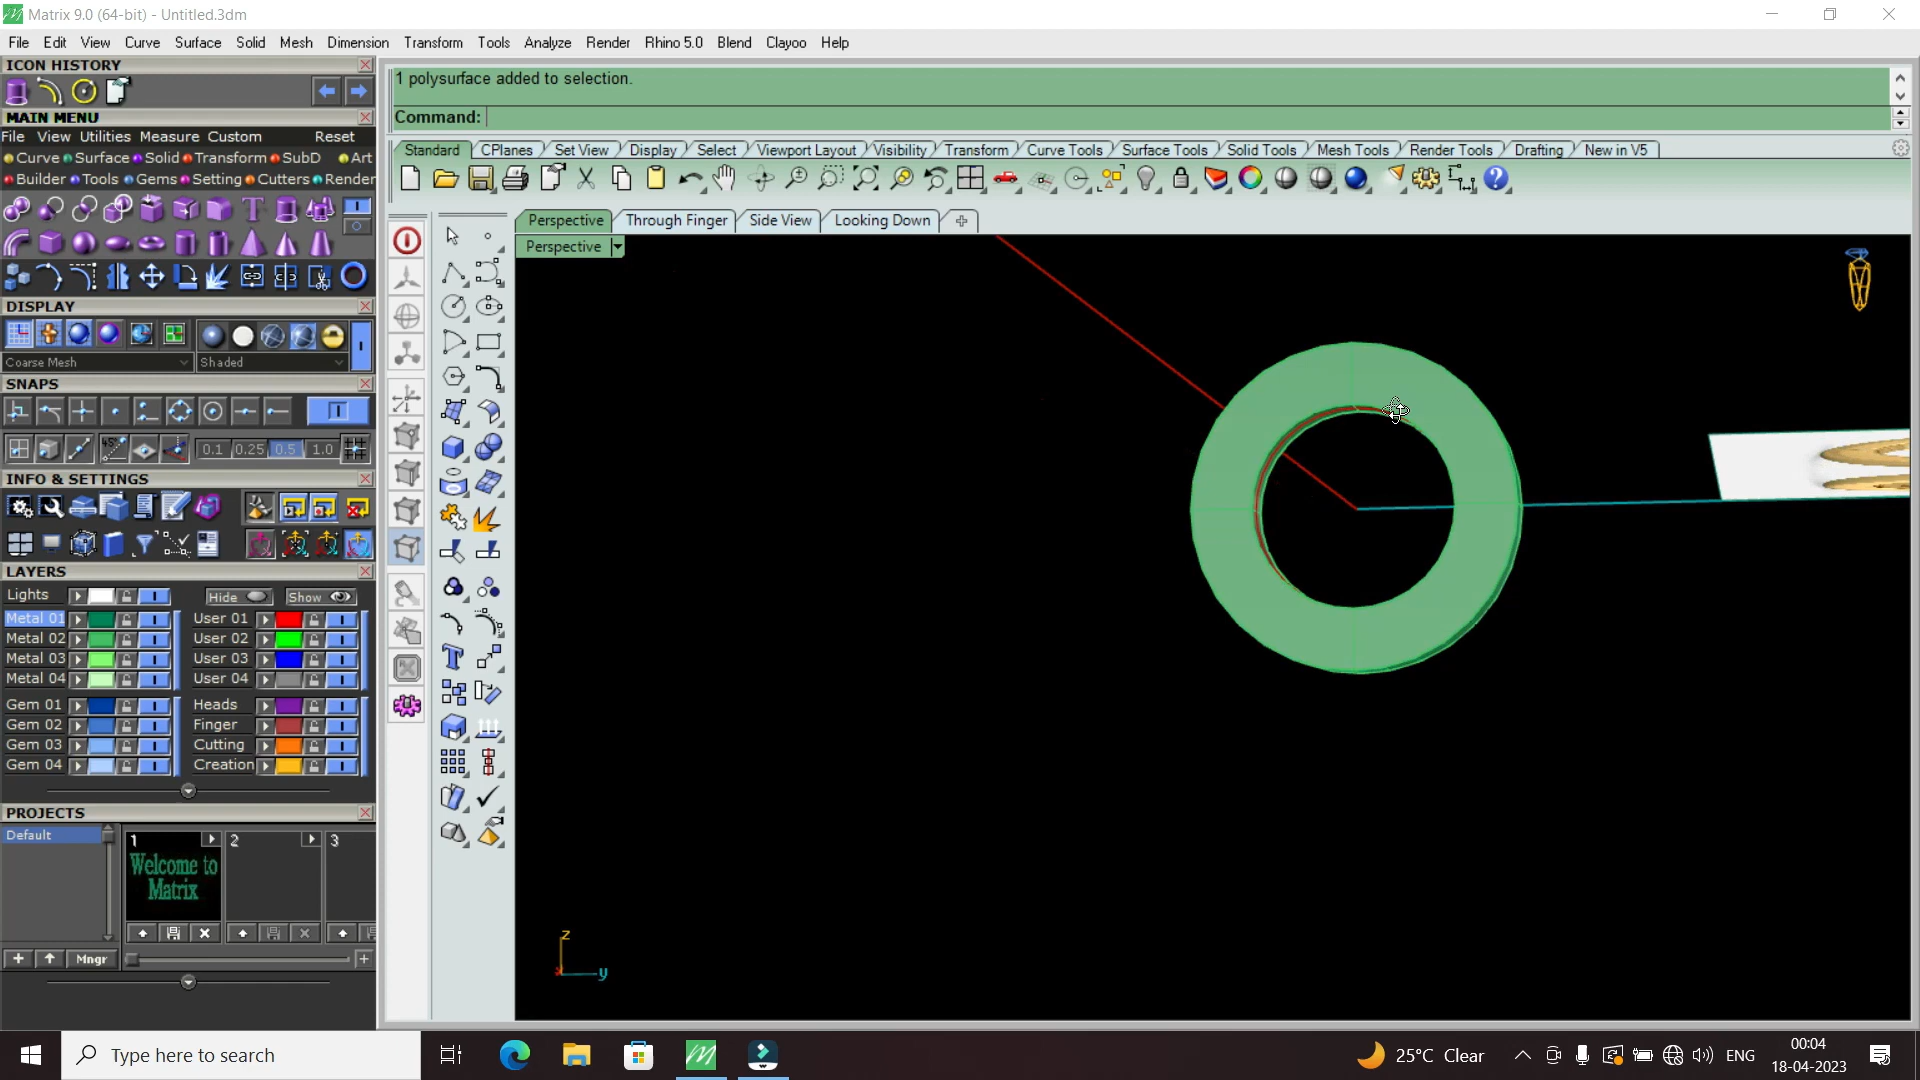 Matrix 9.0 (64-bit) - Untitled.3dm
File Edit View Curve Surface Solid Mesh Dimension Transform Tools Analyze Render Rhino 5.0 Blend Clayoo Help
ICON HISTORY
1 polysurface added to selection.
Command:
MAIN MENU
File View Utilities Measure Custom Reset
Curve Surface Solid Transform SubD Art
Builder Tools Gems Setting Cutters Render
Standard CPlanes Set View Display Select Viewport Layout Visibility Transform Curve Tools Surface Tools Solid Tools Mesh Tools Render Tools Drafting New in V5
Perspective Through Finger Side View Looking Down
Perspective
DISPLAY
Coarse Mesh Shaded
SNAPS
45°
0.1 0.25 0.5 1.0
INFO & SETTINGS
LAYERS
Lights Hide Show
Metal 01 User 01
Metal 02 User 02
Metal 03 User 03
Metal 04 User 04
Gem 01 Heads
Gem 02 Finger
Gem 03 Cutting
Gem 04 Creation
PROJECTS
Default
1 2 3
Welcome to
Matrix
Mngr
z
x y
Type here to search
25°C Clear
ENG
00:04
18-04-2023